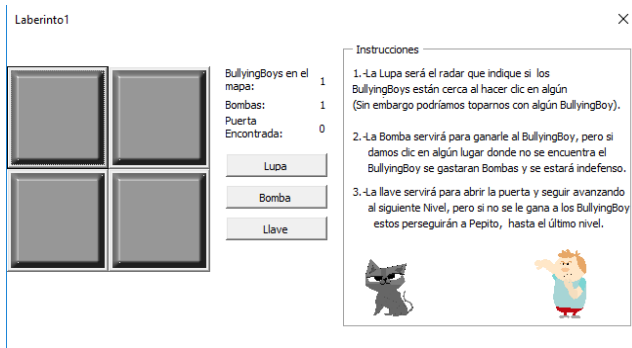 Laberinto1
BullyingBoys en el
mapa: 1
Bombas: 1
Puerta
Encontrada: 0
Lupa
Bomba
Llave
Instrucciones
1.-La Lupa será el radar que indique si los
BullyingBoys están cerca al hacer clic en algún
(Sin embargo podríamos toparnos con algún BullyingBoy).
2.-La Bomba servirá para ganarle al BullyingBoy, pero si
damos clic en algún lugar donde no se encuentra el
BullyingBoy se gastaran Bombas y se estará indefenso.
3.-La llave servirá para abrir la puerta y seguir avanzando
al siguiente Nivel, pero si no se le gana a los BullyingBoy
estos perseguirán a Pepito, hasta el último nivel.